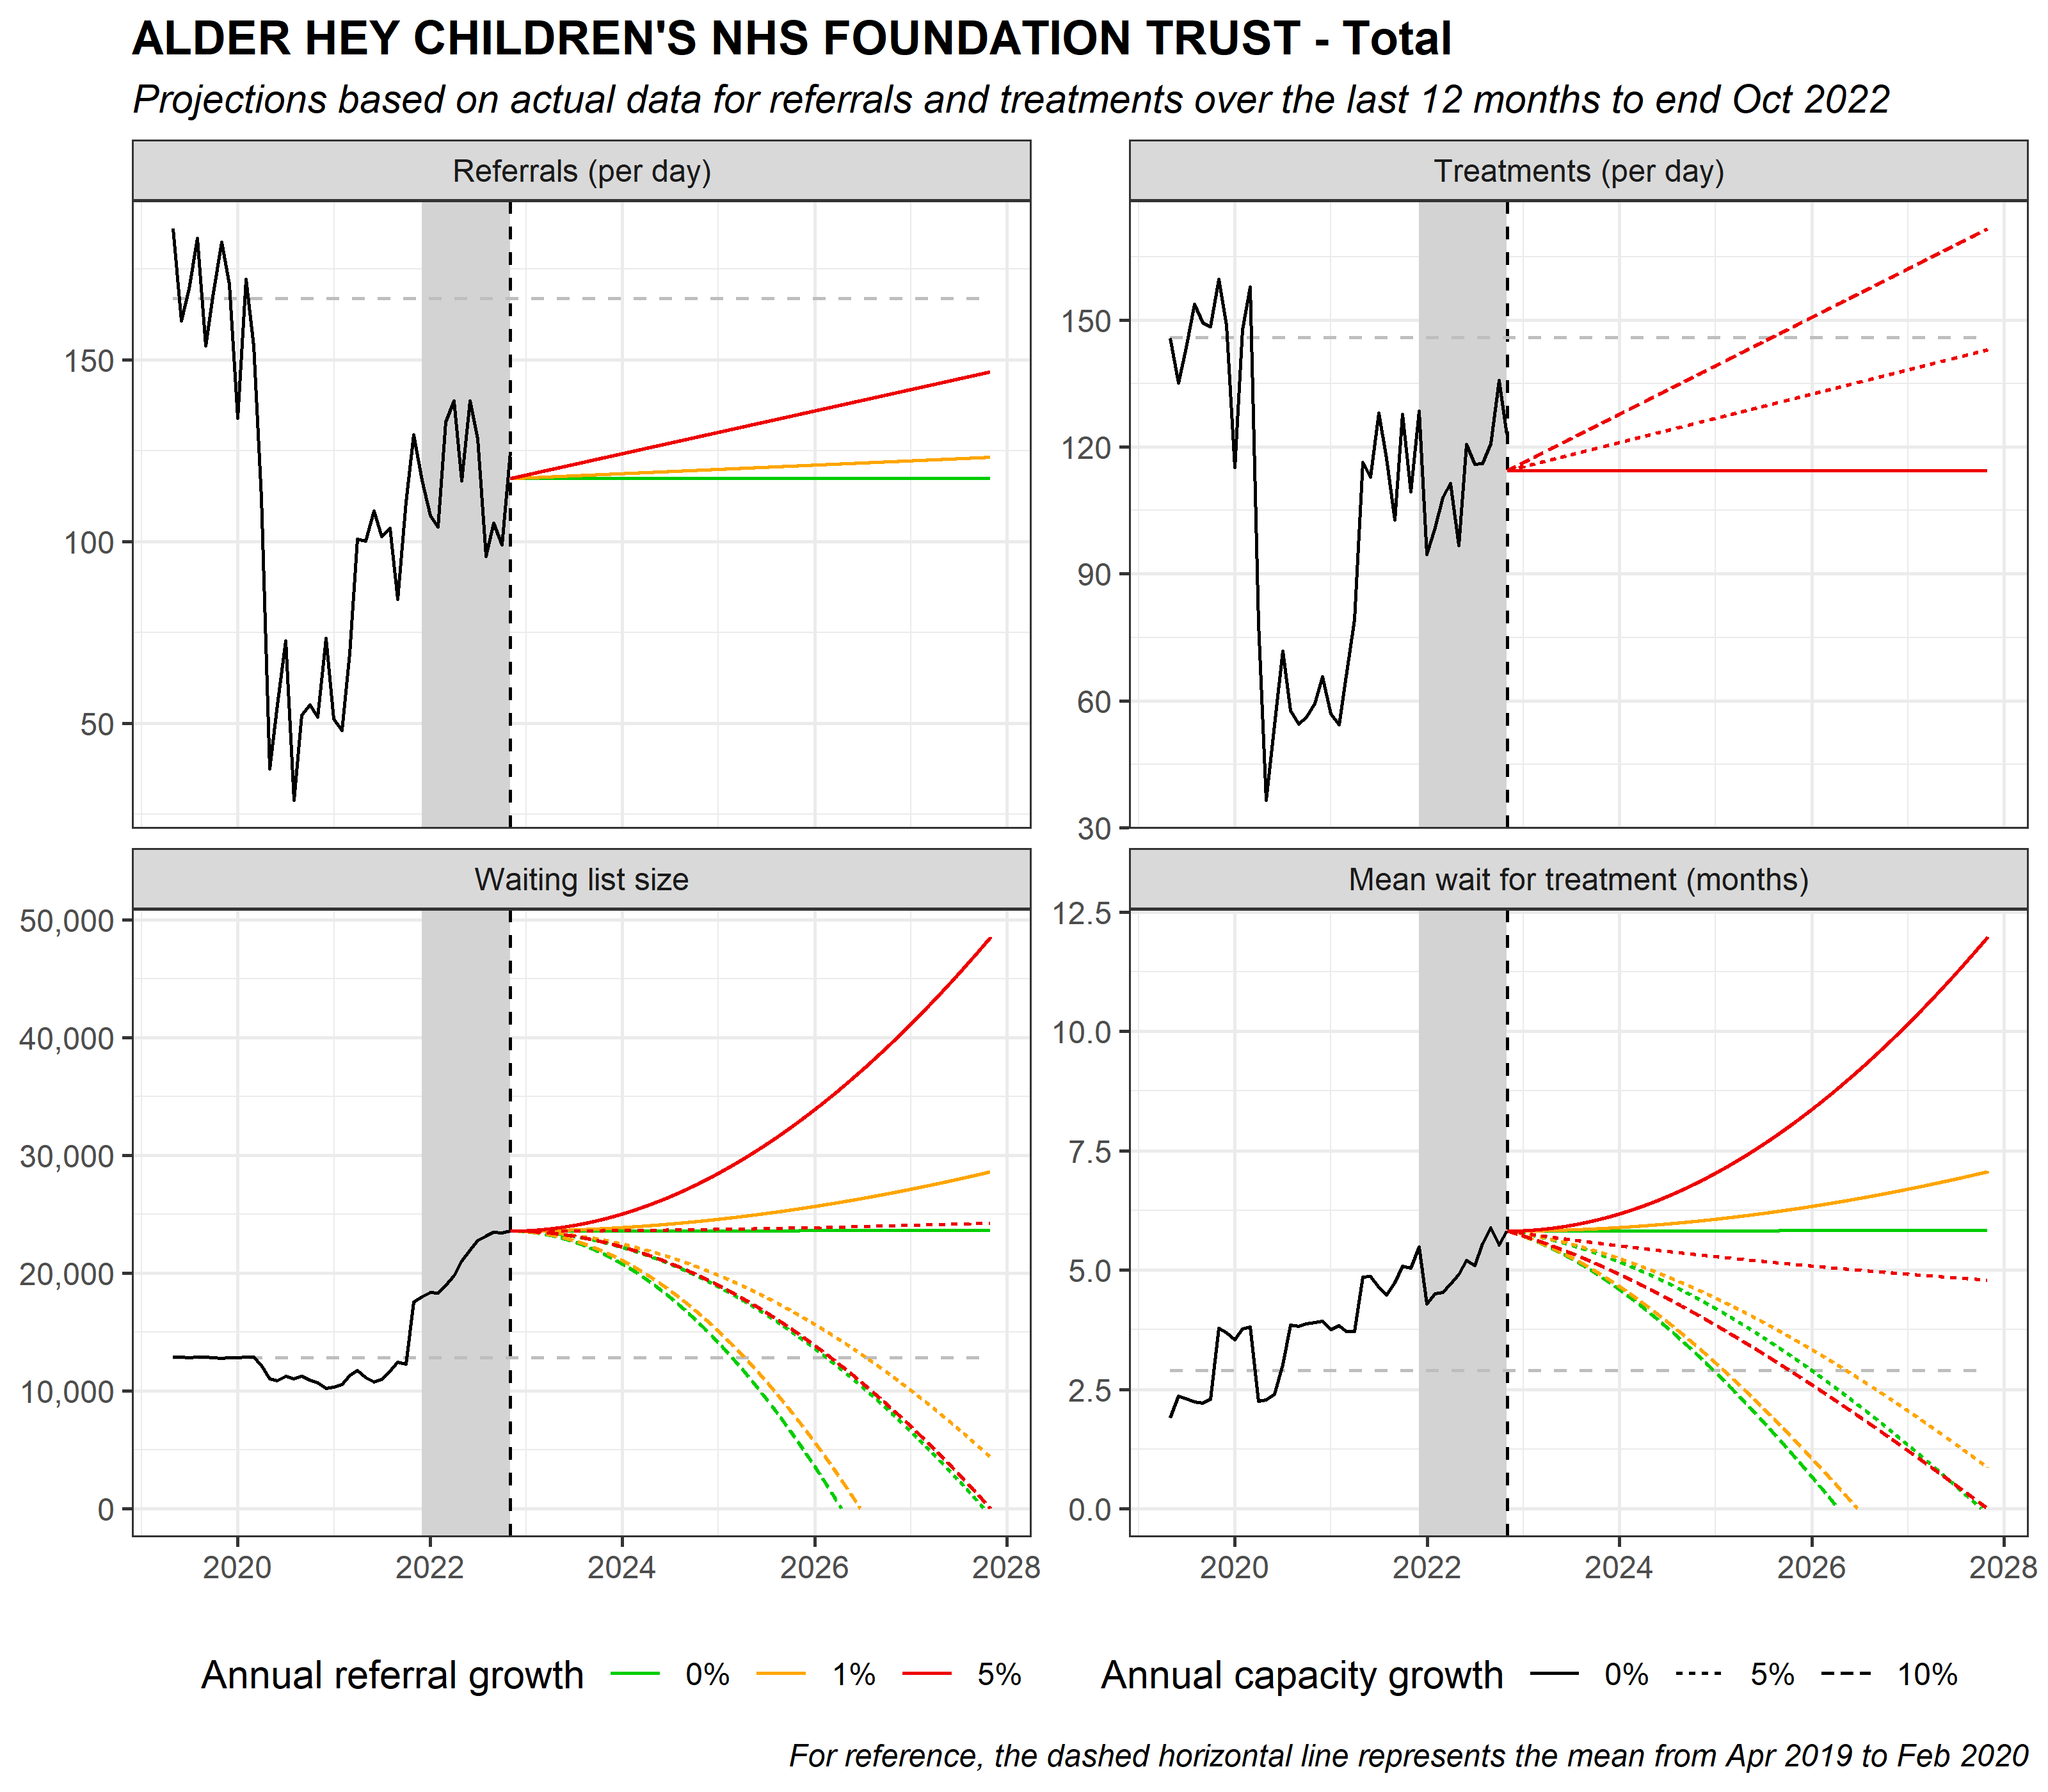 ALDER HEY CHILDREN'S NHS FOUNDATION TRUST - Total
Projections based on actual data for referrals and treatments over the last 12 months to end Oct 2022
Referrals (per day)
150
100
50
Treatments (per day)
150
120
90
60
30
Waiting list size
50,000
40,000
30,000
20,000
10,000
0
2020 2022 2024 2026 2028
Mean wait for treatment (months)
12.5
10.0
7.5
5.0
2.5
0.0
2020 2022 2024 2026 2028
Annual referral growth 0% 1% 5%
Annual capacity growth 0% 5% 10%
For reference, the dashed horizontal line represents the mean from Apr 2019 to Feb 2020